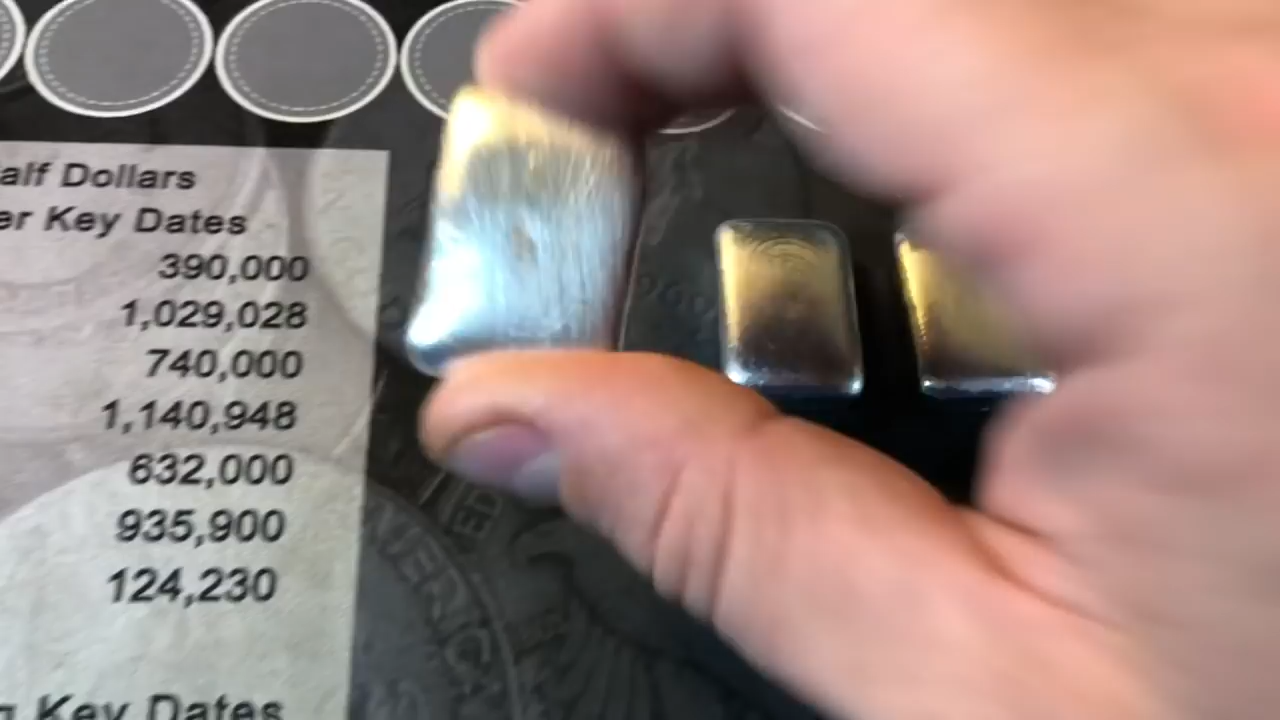 alf Dollars
er Key Dates
390,000
1,029,028
740,000
1,140,948
632,000
935,900
124,230
Key Dates